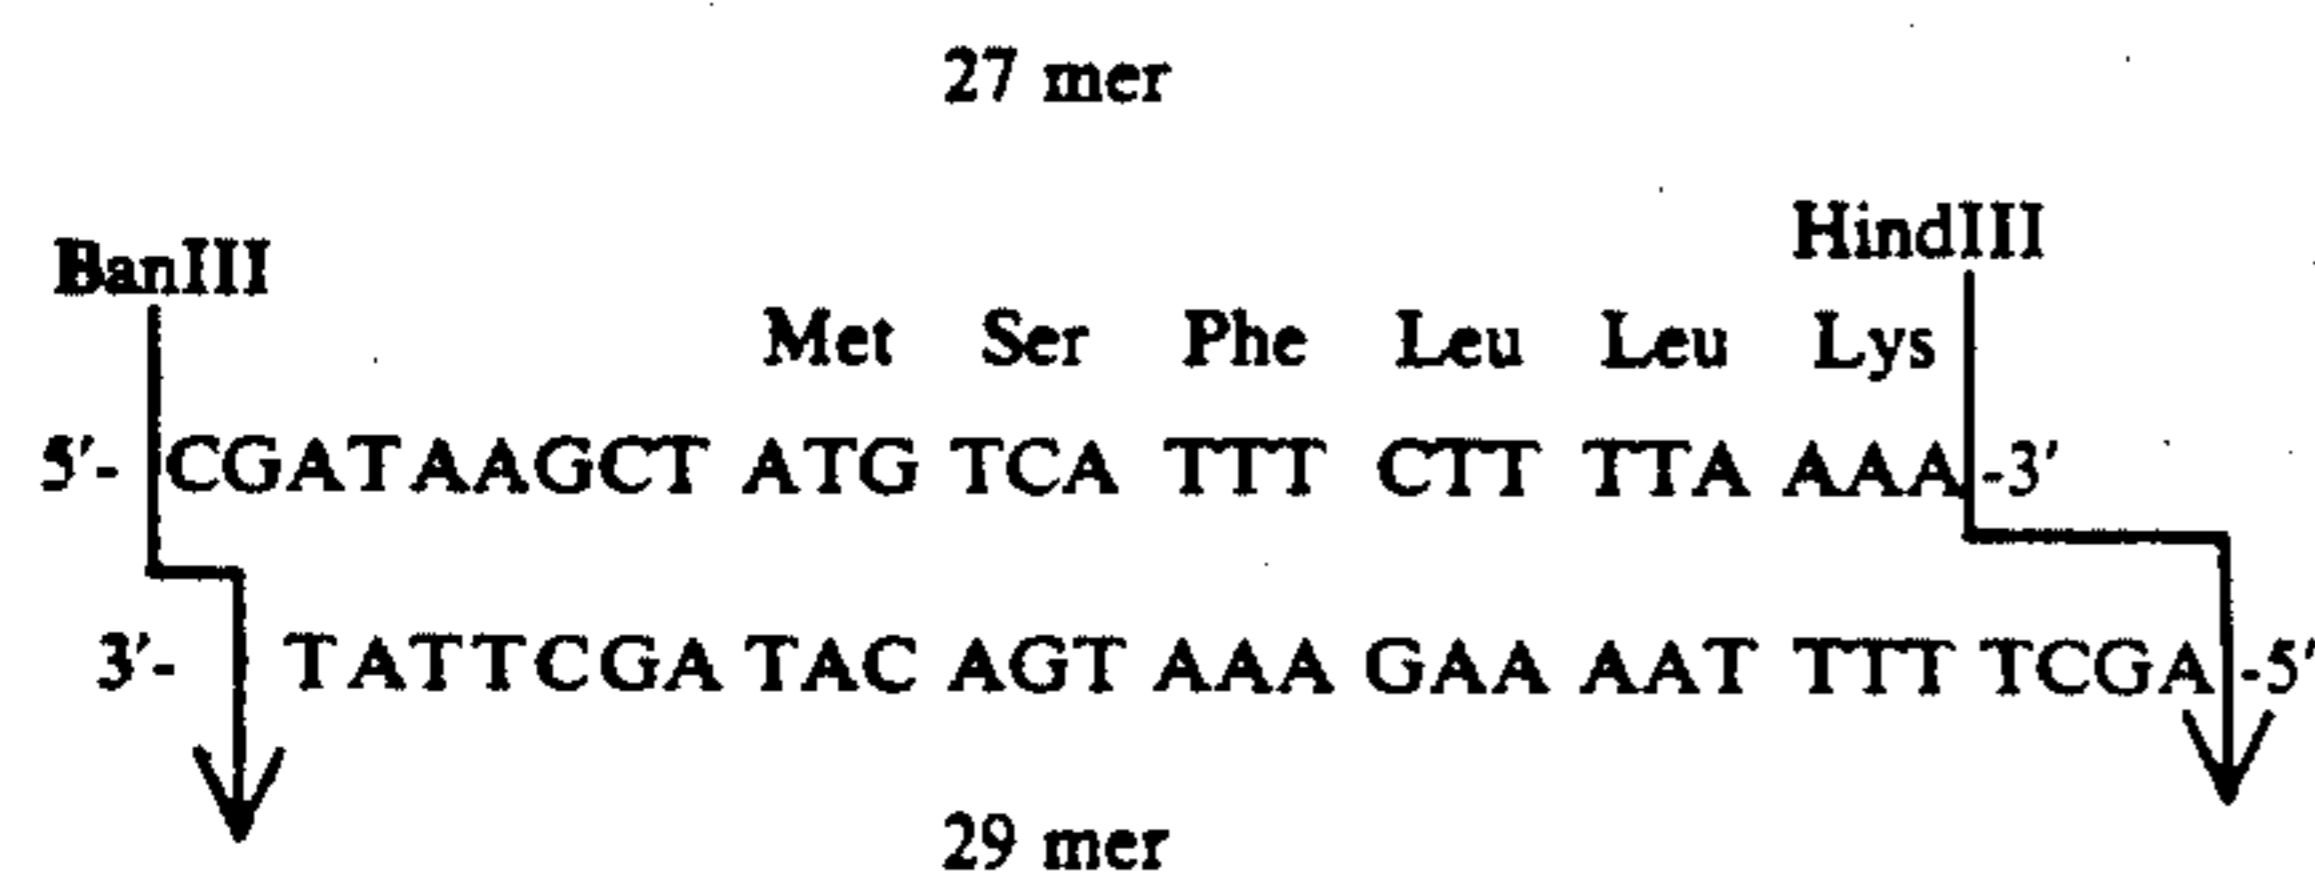 27 mer
HindIII
BanIII
Met Ser Phe Leu Leu Lys
5′- CGATAAGCT ATG TCA TTT CTT TTA AAA -3′
3′- TATTCGA TAC AGT AAA GAA AAT TTT TCGA -5′
29 mer